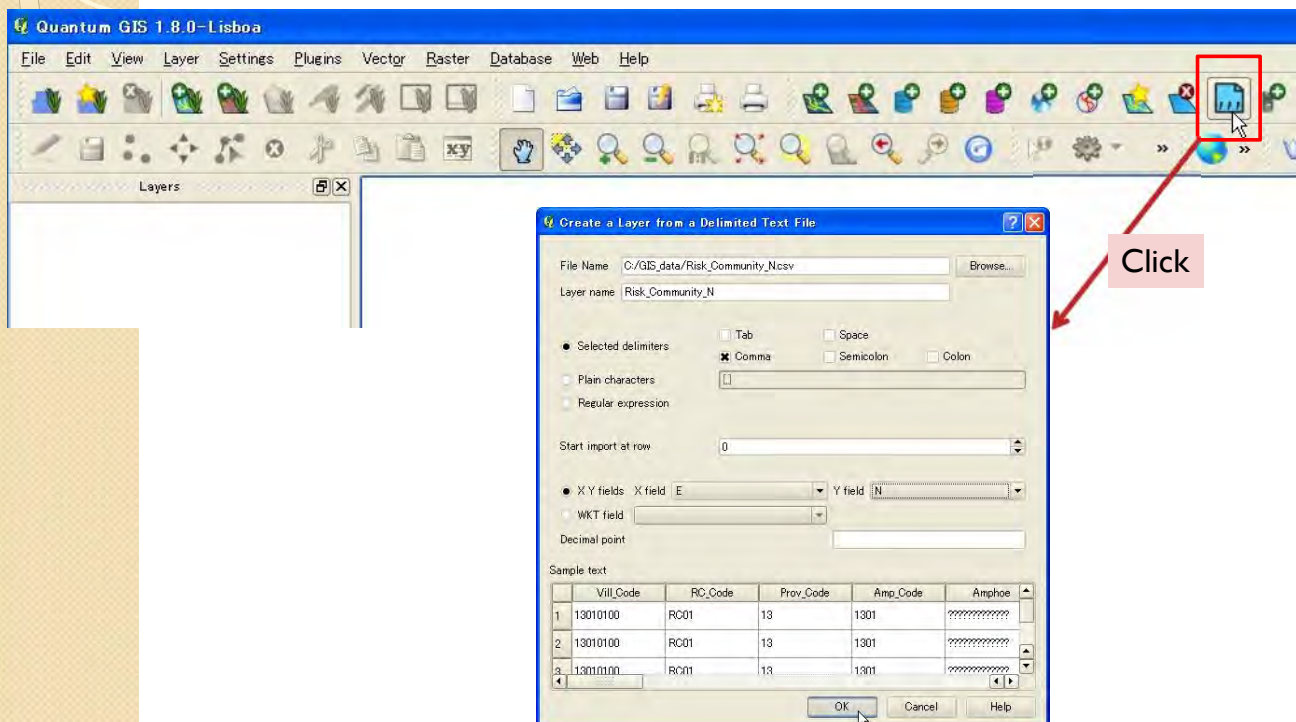 Quantum GIS 1.8.0-Lisboa
File Edit View Layer Settings Plugins Vector Raster Database Web Help
Layers
Click
Create a Layer from a Delimited Text File
File Name C:/GIS_data/Risk_Community_N.csv Browse...
Layer name Risk_Community_N
Selected delimiters Tab Space
Comma Semicolon Colon
Plain characters
Regular expression
Start import at row 0
X Y fields X field E Y field N
WKT field
Decimal point
Sample text
Vill_Code RC_Code Prov_Code Amp_Code Amphoe
1 13010100 RC01 13 1301 ?????????????
2 13010100 RC01 13 1301 ?????????????
3 13010100 RC01 13 1301 ?????????????
OK Cancel Help